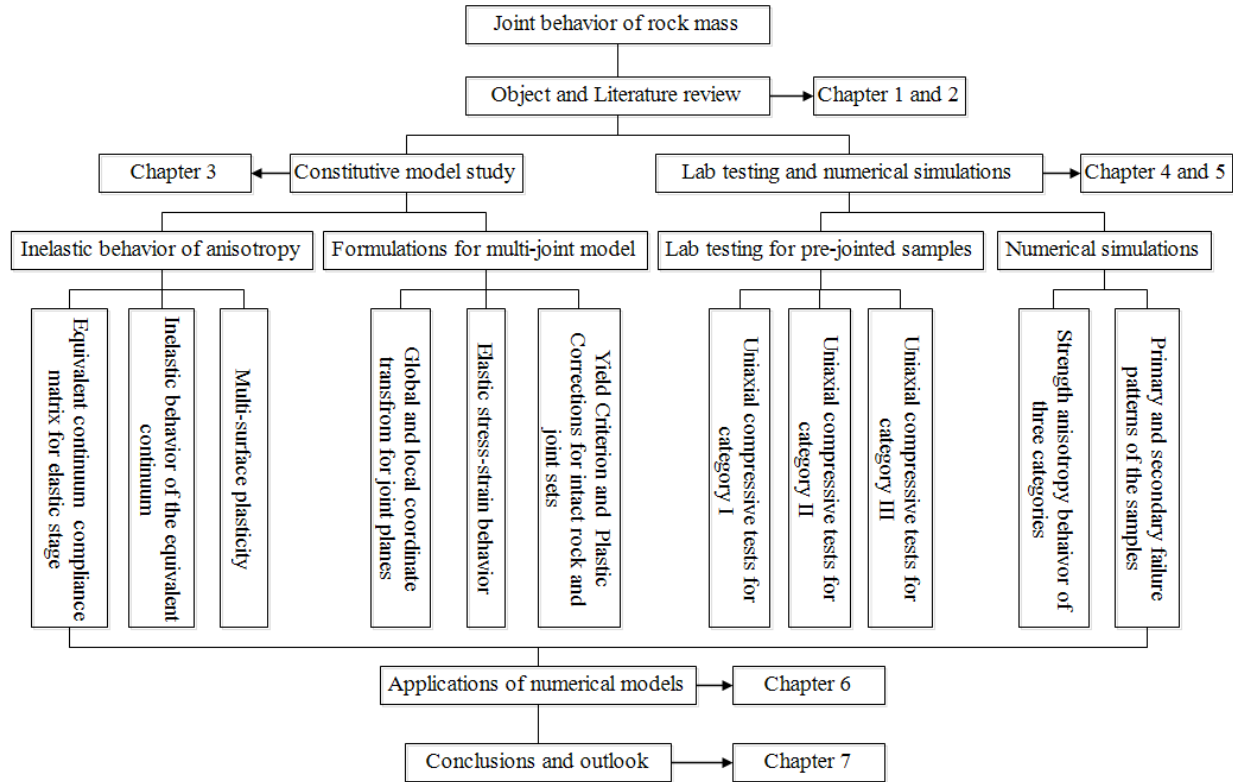 Joint behavior of rock mass
Object and Literature review
Chapter 1 and 2
Chapter 3
Constitutive model study
Lab testing and numerical simulations
Chapter 4 and 5
Inelastic behavior of anisotropy
Formulations for multi-joint model
Lab testing for pre-jointed samples
Numerical simulations
Equivalent continuum compliance
matrix for elastic stage
Inelastic behavior of the equivalent
continuum
Multi-surface plasticity
Global and local coordinate
transfrom for joint planes
Elastic stress-strain behavior
Yield Criterion and Plastic
Corrections for intact rock and
joint sets
Uniaxial compressive tests for
category I
Uniaxial compressive tests for
category II
Uniaxial compressive tests for
category III
Strength anisotropy behaivor of
three categories
Primary and secondary failure
patterns of the samples
Applications of numerical models
Chapter 6
Conclusions and outlook
Chapter 7